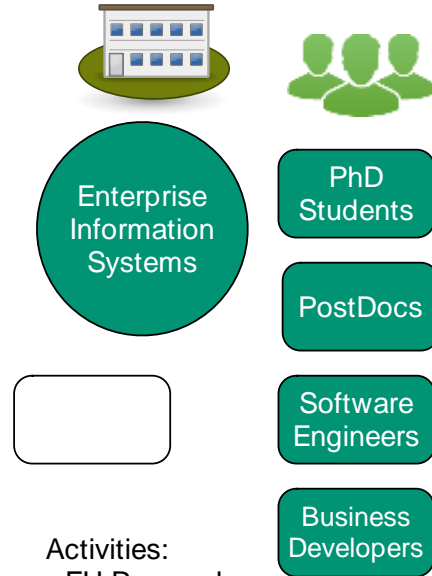 Enterprise
Information
Systems
PhD
Students
PostDocs
Software
Engineers
Business
Developers
Activities: